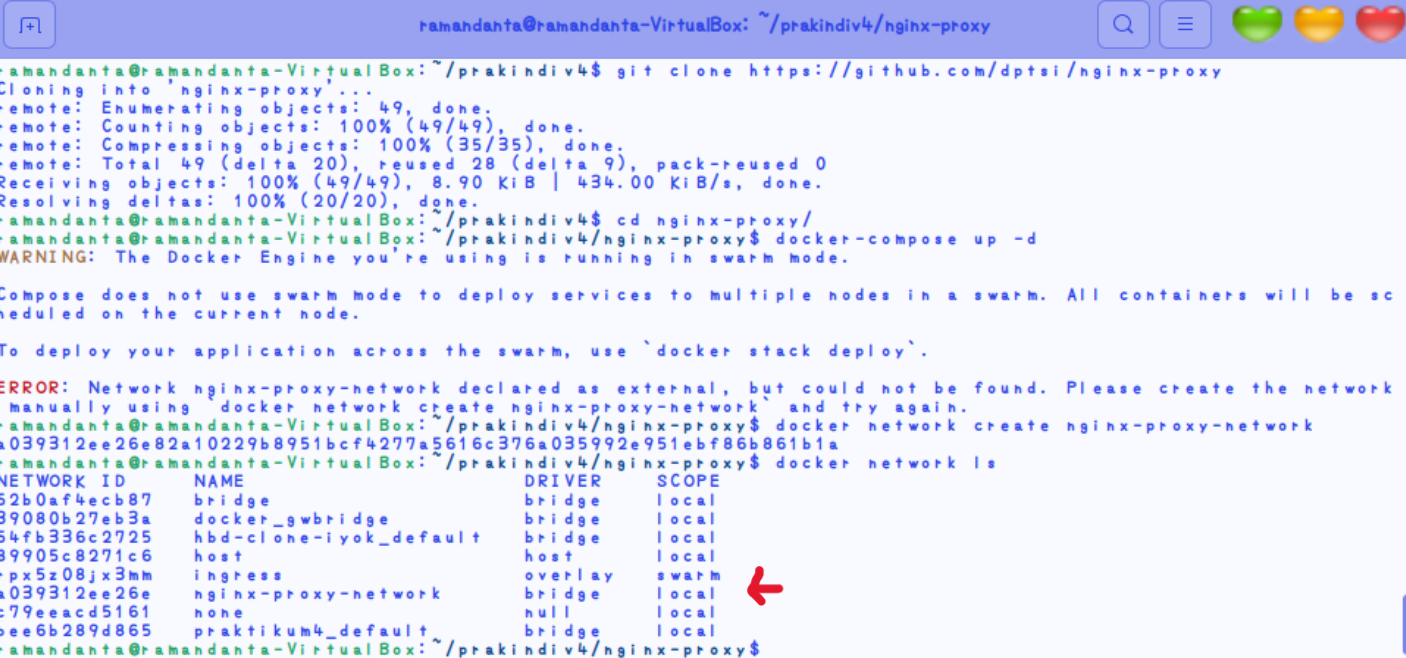 ramandanta@ramandanta-VirtualBox: ~/prakindiv4/nginx-proxy
ramandanta@ramandanta-VirtualBox:~/prakindiv4$ git clone https://github.com/dptsi/nginx-proxy
Cloning into 'nginx-proxy'...
remote: Enumerating objects: 49, done.
remote: Counting objects: 100% (49/49), done.
remote: Compressing objects: 100% (35/35), done.
remote: Total 49 (delta 20), reused 28 (delta 9), pack-reused 0
Receiving objects: 100% (49/49), 8.90 KiB | 434.00 KiB/s, done.
Resolving deltas: 100% (20/20), done.
ramandanta@ramandanta-VirtualBox:~/prakindiv4$ cd nginx-proxy/
ramandanta@ramandanta-VirtualBox:~/prakindiv4/nginx-proxy$ docker-compose up -d
WARNING: The Docker Engine you're using is running in swarm mode.
Compose does not use swarm mode to deploy services to multiple nodes in a swarm. All containers will be sc
heduled on the current node.
To deploy your application across the swarm, use `docker stack deploy`.
ERROR: Network nginx-proxy-network declared as external, but could not be found. Please create the network
manually using `docker network create nginx-proxy-network` and try again.
ramandanta@ramandanta-VirtualBox:~/prakindiv4/nginx-proxy$ docker network create nginx-proxy-network
a039312ee26e82a10229b8951bcf4277a5616c376a035992e951ebf86b861b1a
ramandanta@ramandanta-VirtualBox:~/prakindiv4/nginx-proxy$ docker network ls
NETWORK ID NAME DRIVER SCOPE
52b0af4ecb87 bridge bridge local
39080b27eb3a docker_gwbridge bridge local
54fb336c2725 hbd-clone-iyok_default bridge local
39905c8271c6 host host local
rpx5z08jx3mm ingress overlay swarm
a039312ee26e nginx-proxy-network bridge local
c79eeacd5161 none null local
bee6b289d865 praktikum4_default bridge local
ramandanta@ramandanta-VirtualBox:~/prakindiv4/nginx-proxy$